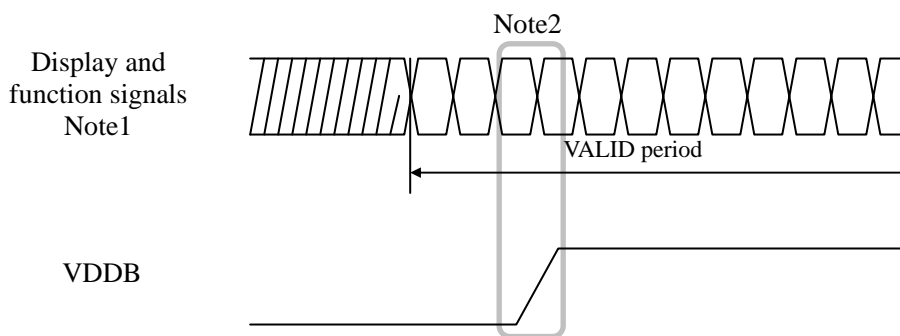 Note2
Display and
function signals
Note1
VALID period
VDDB